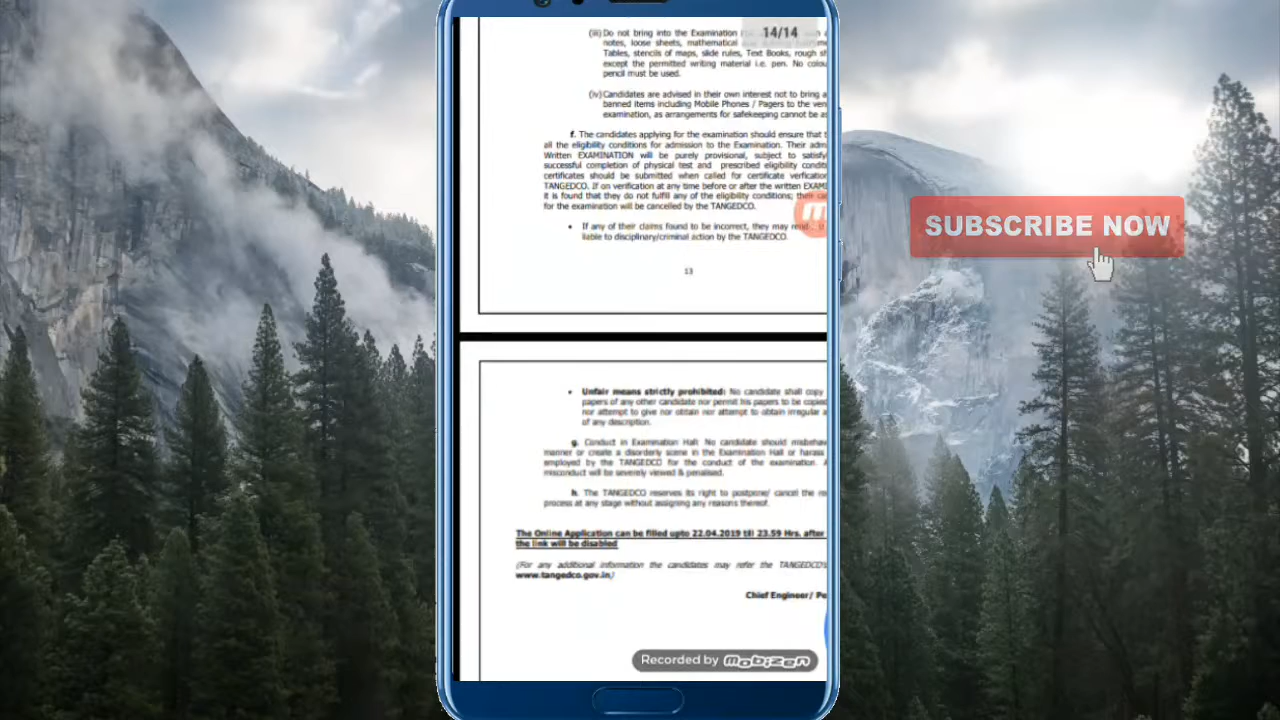 (iii) Do not bring into the Examination
14/14
notes, loose sheets, mathematical
Tables, stencils of maps, slide rules, Text Books, rough
except the permitted writing material i.e. pen. No
pencil must be used.
(iv) Candidates are advised in their own interest not to bring
banned items including Mobile Phones / Pagers to the
examination, as arrangements for safekeeping cannot be
f. The candidates applying for the examination should ensure that
all the eligibility conditions for admission to the Examination. Their
Written EXAMINATION will be purely provisional, subject to
successful completion of physical test and prescribed eligibility
certificates should be submitted when called for certificate verification
TANGEDCO. If on verification at any time before or after the written
it is found that they do not fulfill any of the eligibility conditions; their
for the examination will be cancelled by the TANGEDCO.
• If any of their claims found to be incorrect, they may
liable to disciplinary/criminal action by the TANGEDCO.
13
SUBSCRIBE NOW
• Unfair means strictly prohibited: No candidate shall copy
papers of any other candidate nor permit his papers to be copied
nor attempt to give nor obtain nor attempt to obtain irregular
of any description.
g. Conduct in Examination Hall: No candidate should
manner or create a disorderly scene in the Examination Hall or harass
employed by the TANGEDCO for the conduct of the examination.
misconduct will be severely viewed & penalised.
h. The TANGEDCO reserves its right to postpone/ cancel the
process at any stage without assigning any reasons thereof.
The Online Application can be filled upto 22.04.2019 till 23.59 Hrs. after
the link will be disabled
(For any additional information the candidates may refer the
www.tangedco.gov.in)
Chief Engineer/
Recorded by mobizen